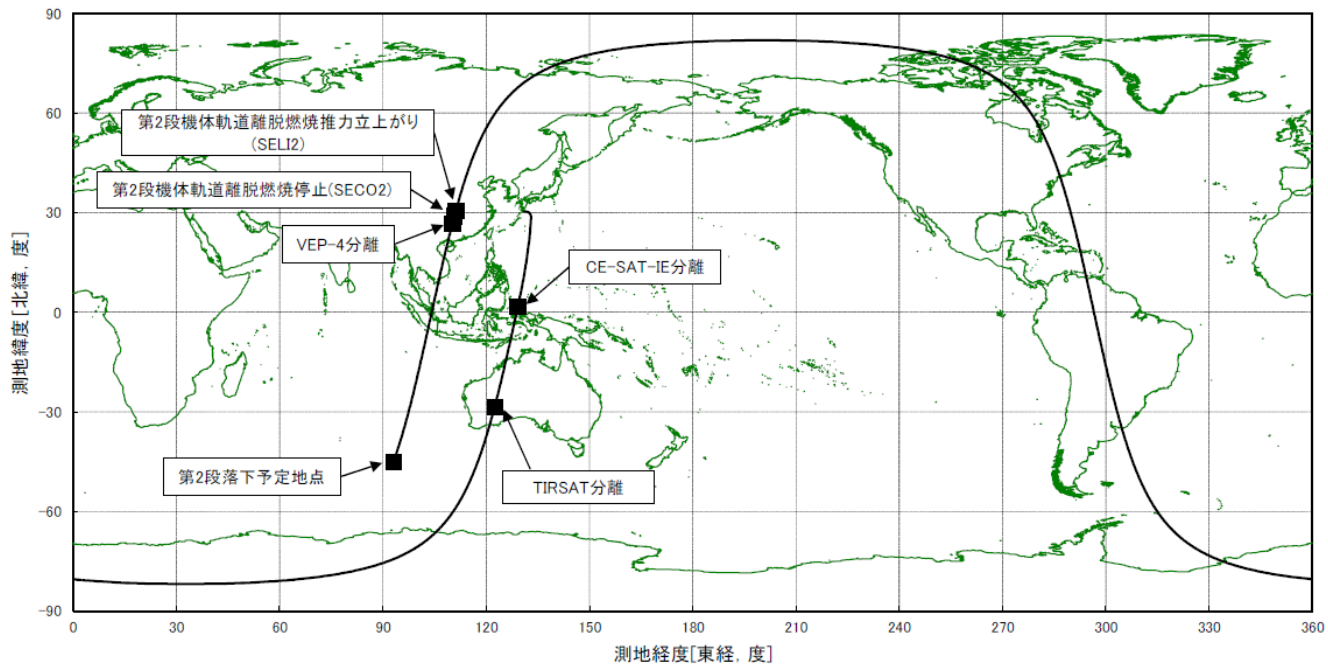 90
60
30
0
-30
-60
-90
測地緯度[北緯, 度]
第2段機体軌道離脱燃焼推力立上がり
(SELI2)
第2段機体軌道離脱燃焼停止(SECO2)
VEP-4分離
CE-SAT-IE分離
第2段落下予定地点
TIRSAT分離
0 30 60 90 120 150 180 210 240 270 300 330 360
測地経度[東経, 度]